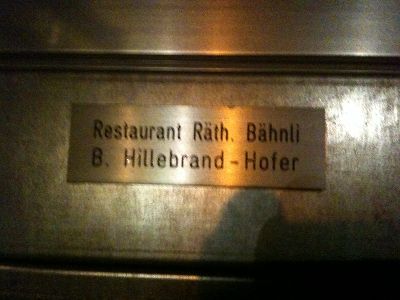 Restaurant Räth. Bähnli
B. Hillebrand-Hofer